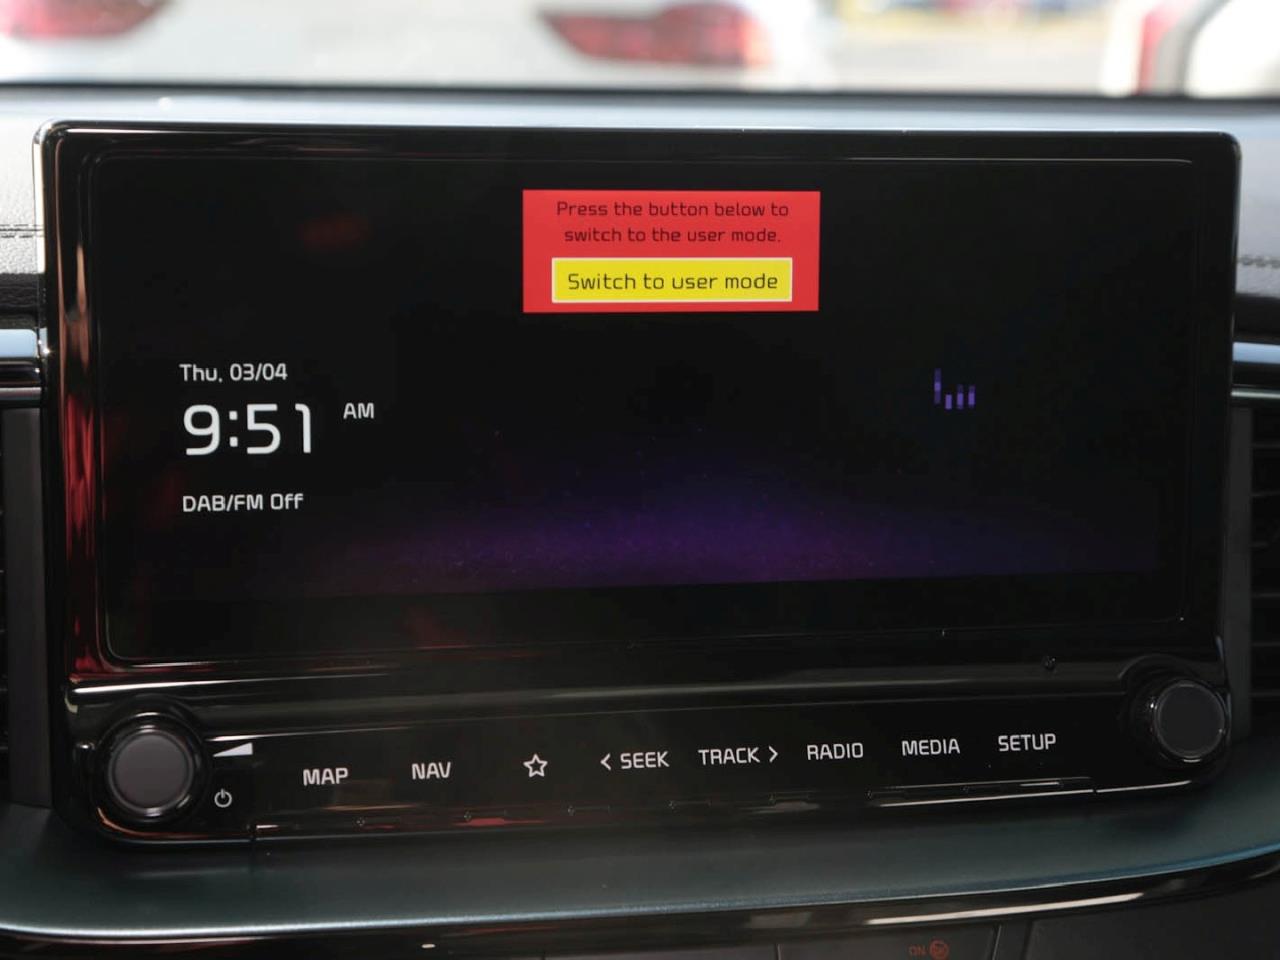 Press the button below to
switch to the user mode.
Switch to user mode
Thu, 03/04
9:51 AM
DAB/FM Off
MAP NAV < SEEK TRACK > RADIO MEDIA SETUP
ON